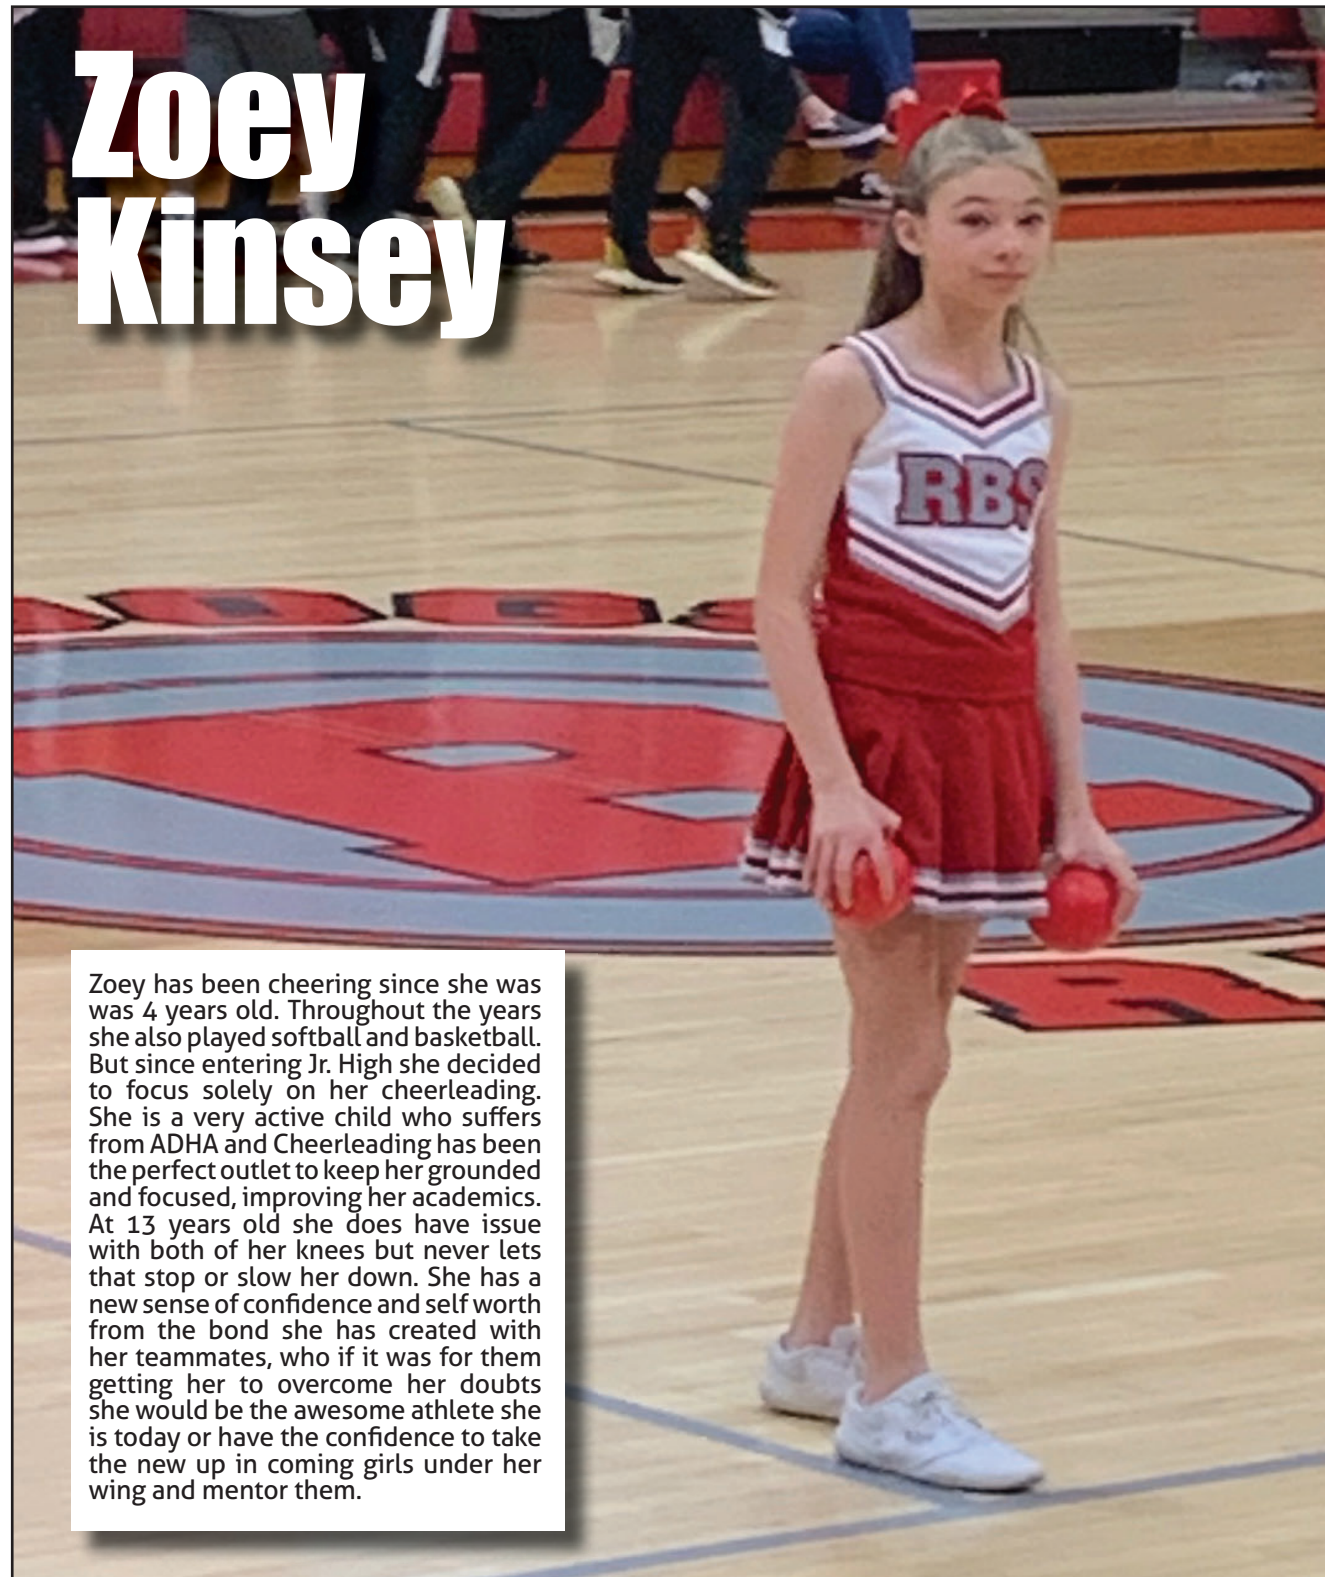 Zoey
Kinsey
RBS
Zoey has been cheering since she was
was 4 years old. Throughout the years
she also played softball and basketball.
But since entering Jr. High she decided
to focus solely on her cheerleading.
She is a very active child who suffers
from ADHA and Cheerleading has been
the perfect outlet to keep her grounded
and focused, improving her academics.
At 13 years old she does have issue
with both of her knees but never lets
that stop or slow her down. She has a
new sense of confidence and self worth
from the bond she has created with
her teammates, who if it was for them
getting her to overcome her doubts
she would be the awesome athlete she
is today or have the confidence to take
the new up in coming girls under her
wing and mentor them.